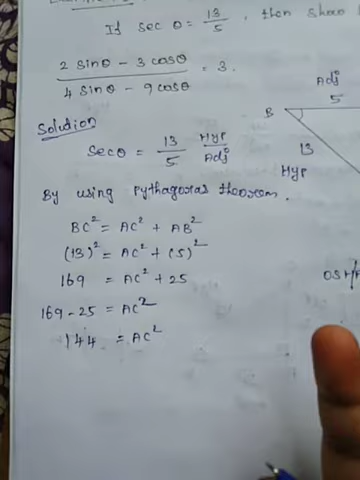 If sec θ = 13/5, then show
2 sinθ - 3 cosθ / 4 sinθ - 9 cosθ = 3.
Solution
Secθ = 13/5 Hyp/Adj
Adj
5
B
13
Hyp
By using Pythagoras theorem.
BC² = AC² + AB²
(13)² = AC² + (5)²
169 = AC² + 25
169 - 25 = AC²
144 = AC²